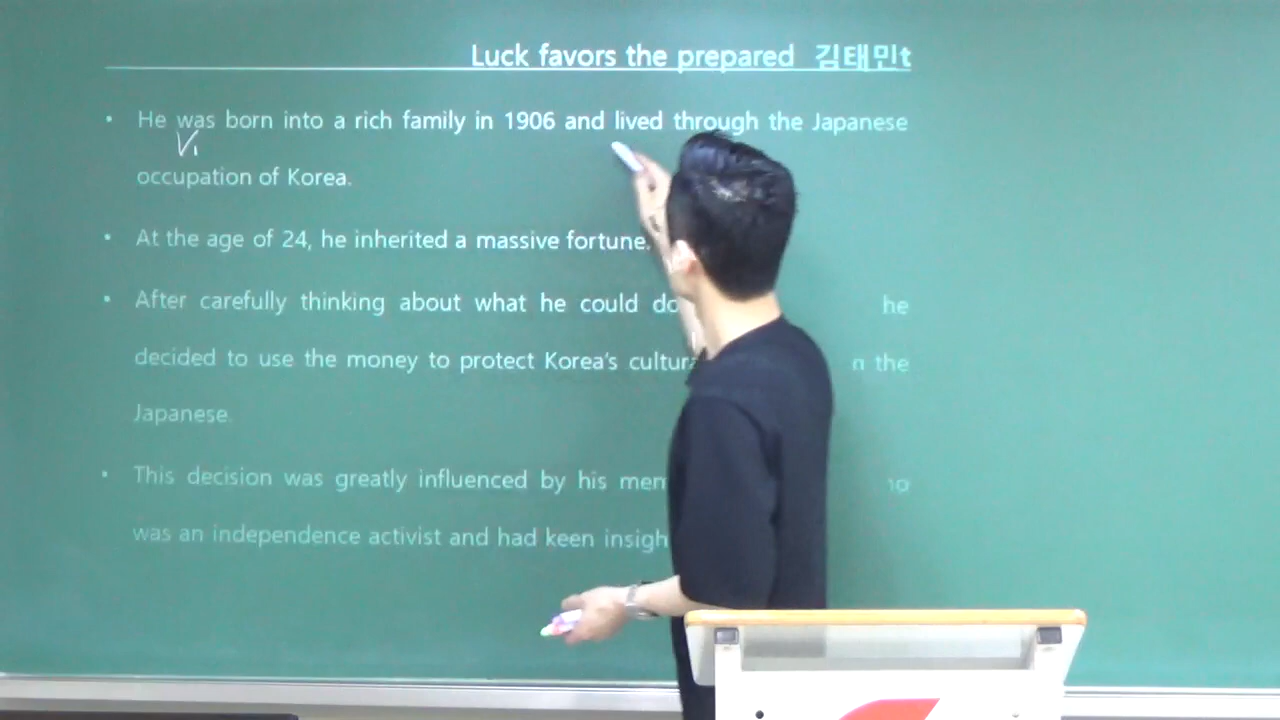 Luck favors the prepared 김태민t
• He was born into a rich family in 1906 and lived through the Japanese
V₁
occupation of Korea.
• At the age of 24, he inherited a massive fortune.
• After carefully thinking about what he could do he
decided to use the money to protect Korea's the
Japanese.
• This decision was greatly influenced by his
was an independence activist and had keen